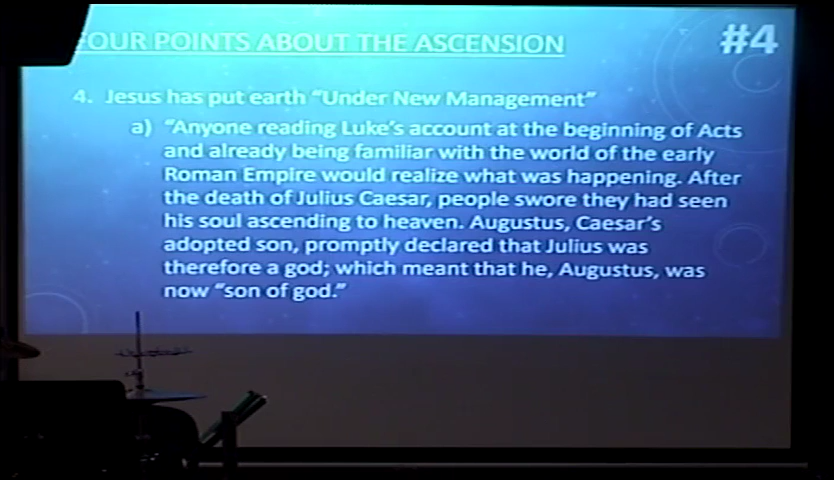 FOUR POINTS ABOUT THE ASCENSION
#4
4. Jesus has put earth "Under New Management"
a) "Anyone reading Luke's account at the beginning of Acts
and already being familiar with the world of the early
Roman Empire would realize what was happening. After
the death of Julius Caesar, people swore they had seen
his soul ascending to heaven. Augustus, Caesar's
adopted son, promptly declared that Julius was
therefore a god; which meant that he, Augustus, was
now "son of god."